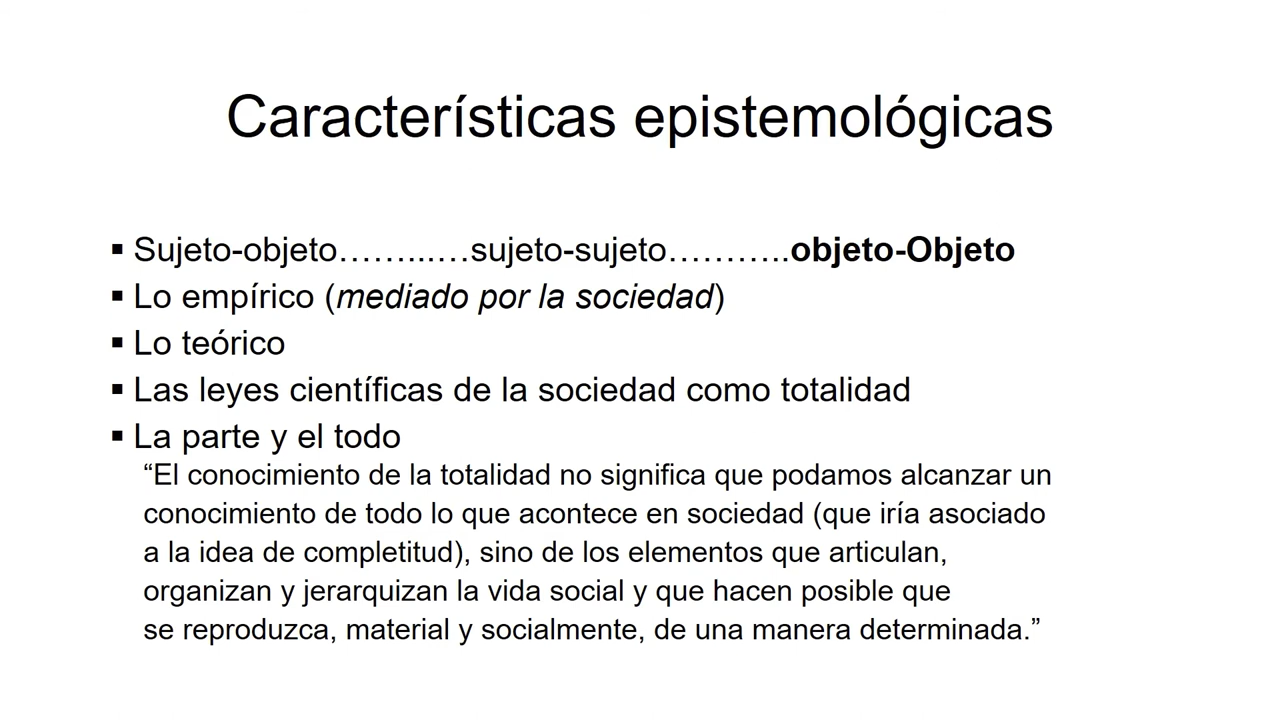 Características epistemológicas
▪ Sujeto-objeto……...…sujeto-sujeto………..objeto-Objeto
▪ Lo empírico (mediado por la sociedad)
▪ Lo teórico
▪ Las leyes científicas de la sociedad como totalidad
▪ La parte y el todo
“El conocimiento de la totalidad no significa que podamos alcanzar un
conocimiento de todo lo que acontece en sociedad (que iría asociado
a la idea de completitud), sino de los elementos que articulan,
organizan y jerarquizan la vida social y que hacen posible que
se reproduzca, material y socialmente, de una manera determinada.”